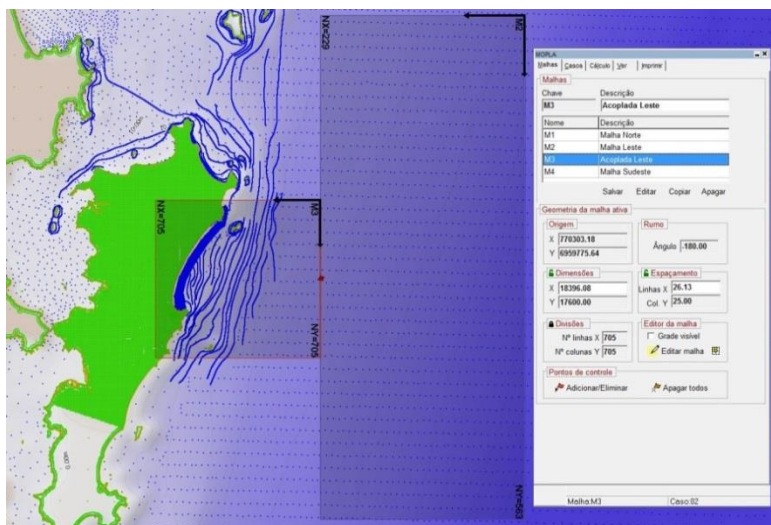 NX=229
M2
NX=705
M3
NY=705
NY=563
MOPLA
Malhas
Casos
Cálculo
Ver
Imprimir
Malhas
Chave
Descrição
M3
Acoplada Leste
Nome
Descrição
M1
Malha Norte
M2
Malha Leste
M3
Acoplada Leste
M4
Malha Sudeste
Salvar
Editar
Copiar
Apagar
Geometria da malha ativa
Origem
X 770303.18
Y 6959775.64
Rumo
Ângulo -180.00
Dimensões
X 18396.08
Y 17600.00
Espaçamento
Linhas X 26.13
Col. Y 25.00
Divisões
Nº linhas X 705
Nº colunas Y 705
Editor da malha
Grade visível
Editar malha
Pontos de controle
Adicionar/Eliminar
Apagar todos
Malha:M3
Caso:02